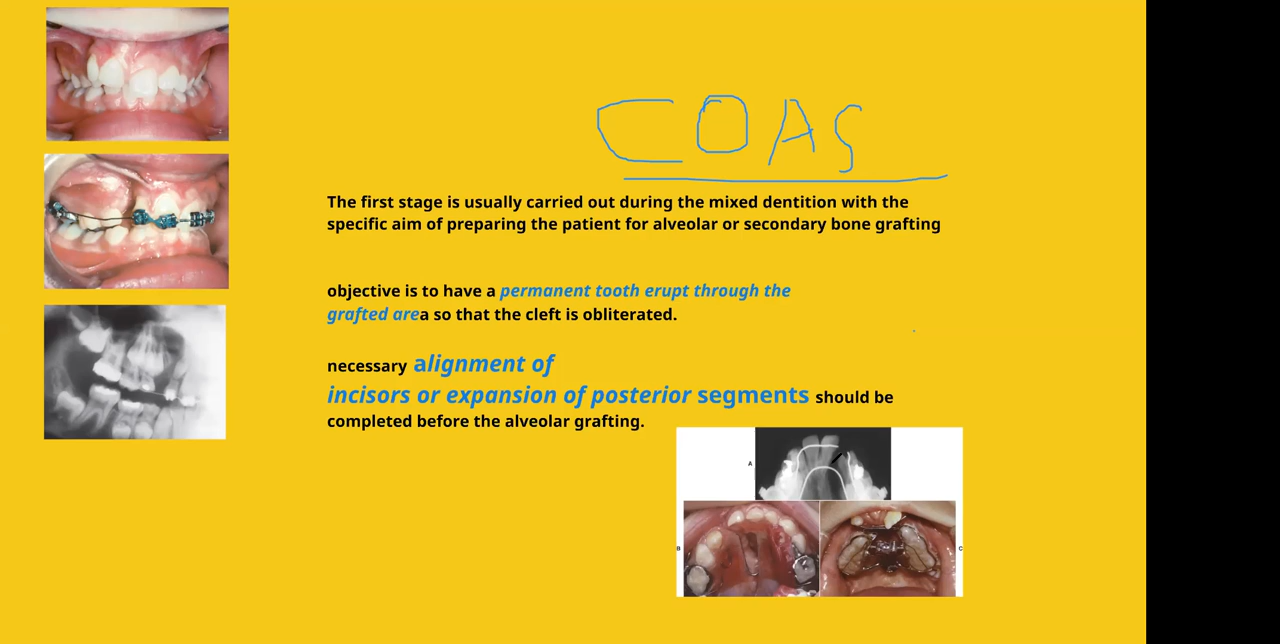 COAS
The first stage is usually carried out during the mixed dentition with the
specific aim of preparing the patient for alveolar or secondary bone grafting
objective is to have a permanent tooth erupt through the
grafted area so that the cleft is obliterated.
necessary alignment of
incisors or expansion of posterior segments should be
completed before the alveolar grafting.
A
B
C